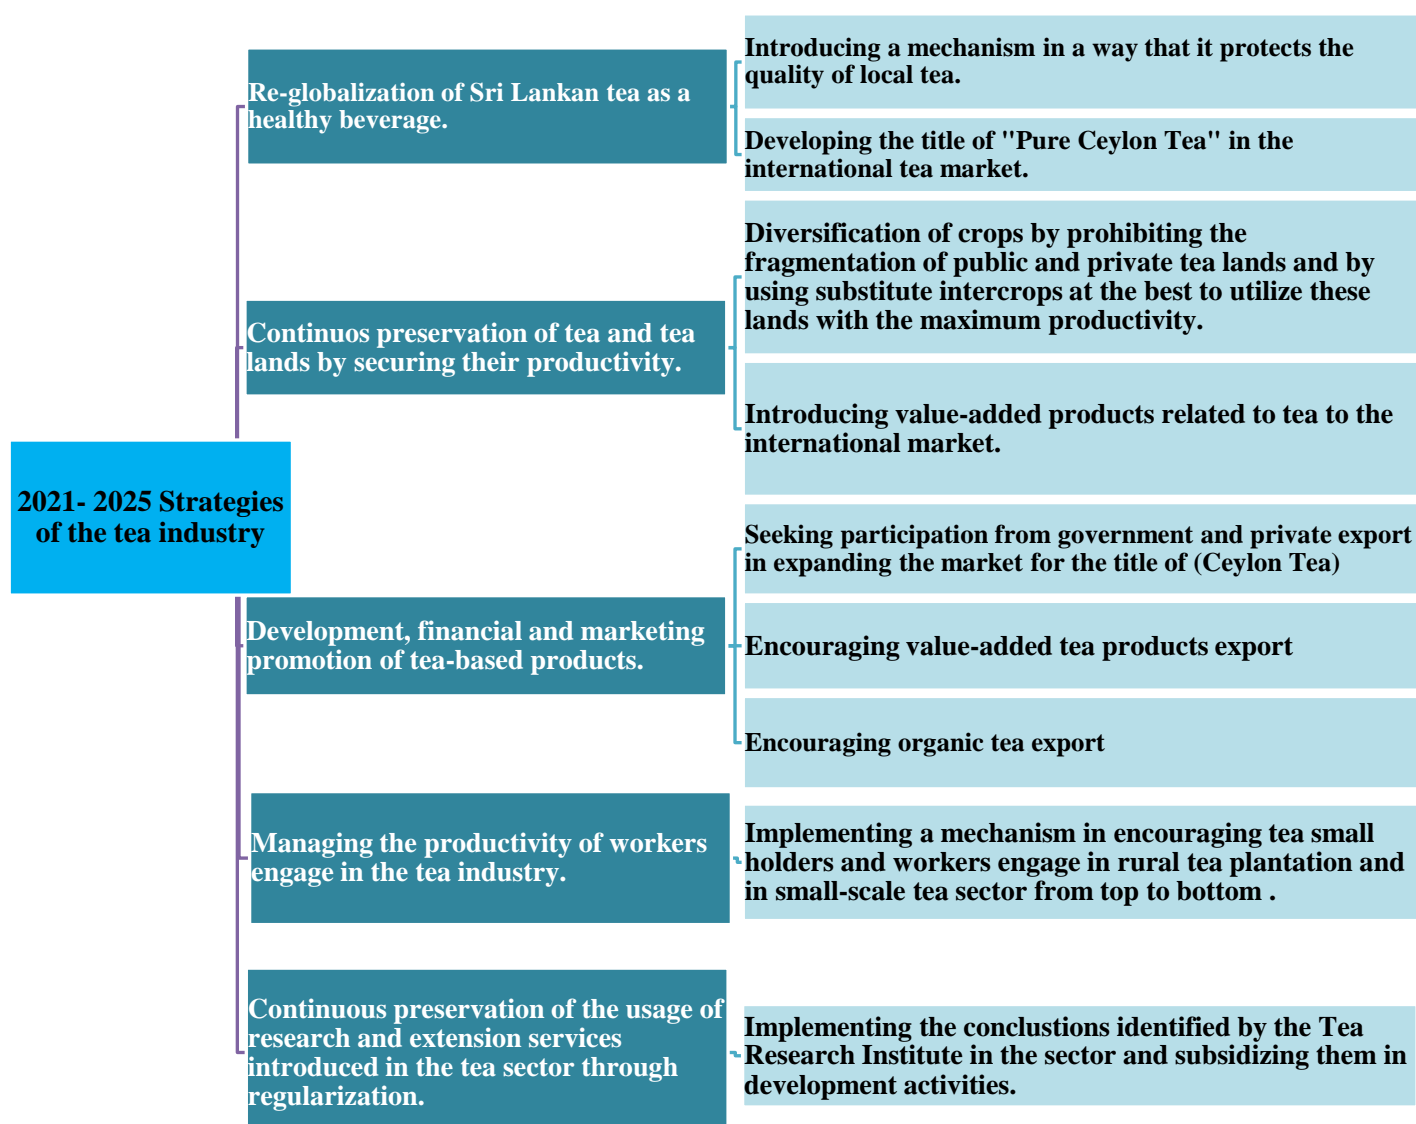 2021- 2025 Strategies
of the tea industry
Re-globalization of Sri Lankan tea as a
healthy beverage.
Introducing a mechanism in a way that it protects the
quality of local tea.
Developing the title of "Pure Ceylon Tea" in the
international tea market.
Continuos preservation of tea and tea
lands by securing their productivity.
Diversification of crops by prohibiting the
fragmentation of public and private tea lands and by
using substitute intercrops at the best to utilize these
lands with the maximum productivity.
Introducing value-added products related to tea to the
international market.
Development, financial and marketing
promotion of tea-based products.
Seeking participation from government and private export
in expanding the market for the title of (Ceylon Tea)
Encouraging value-added tea products export
Encouraging organic tea export
Managing the productivity of workers
engage in the tea industry.
Implementing a mechanism in encouraging tea small
holders and workers engage in rural tea plantation and
in small-scale tea sector from top to bottom .
Continuous preservation of the usage of
research and extension services
introduced in the tea sector through
regularization.
Implementing the conclustions identified by the Tea
Research Institute in the sector and subsidizing them in
development activities.